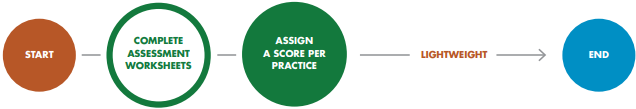 START
COMPLETE
ASSESSMENT
WORKSHEETS
ASSIGN
A SCORE PER
PRACTICE
LIGHTWEIGHT
END